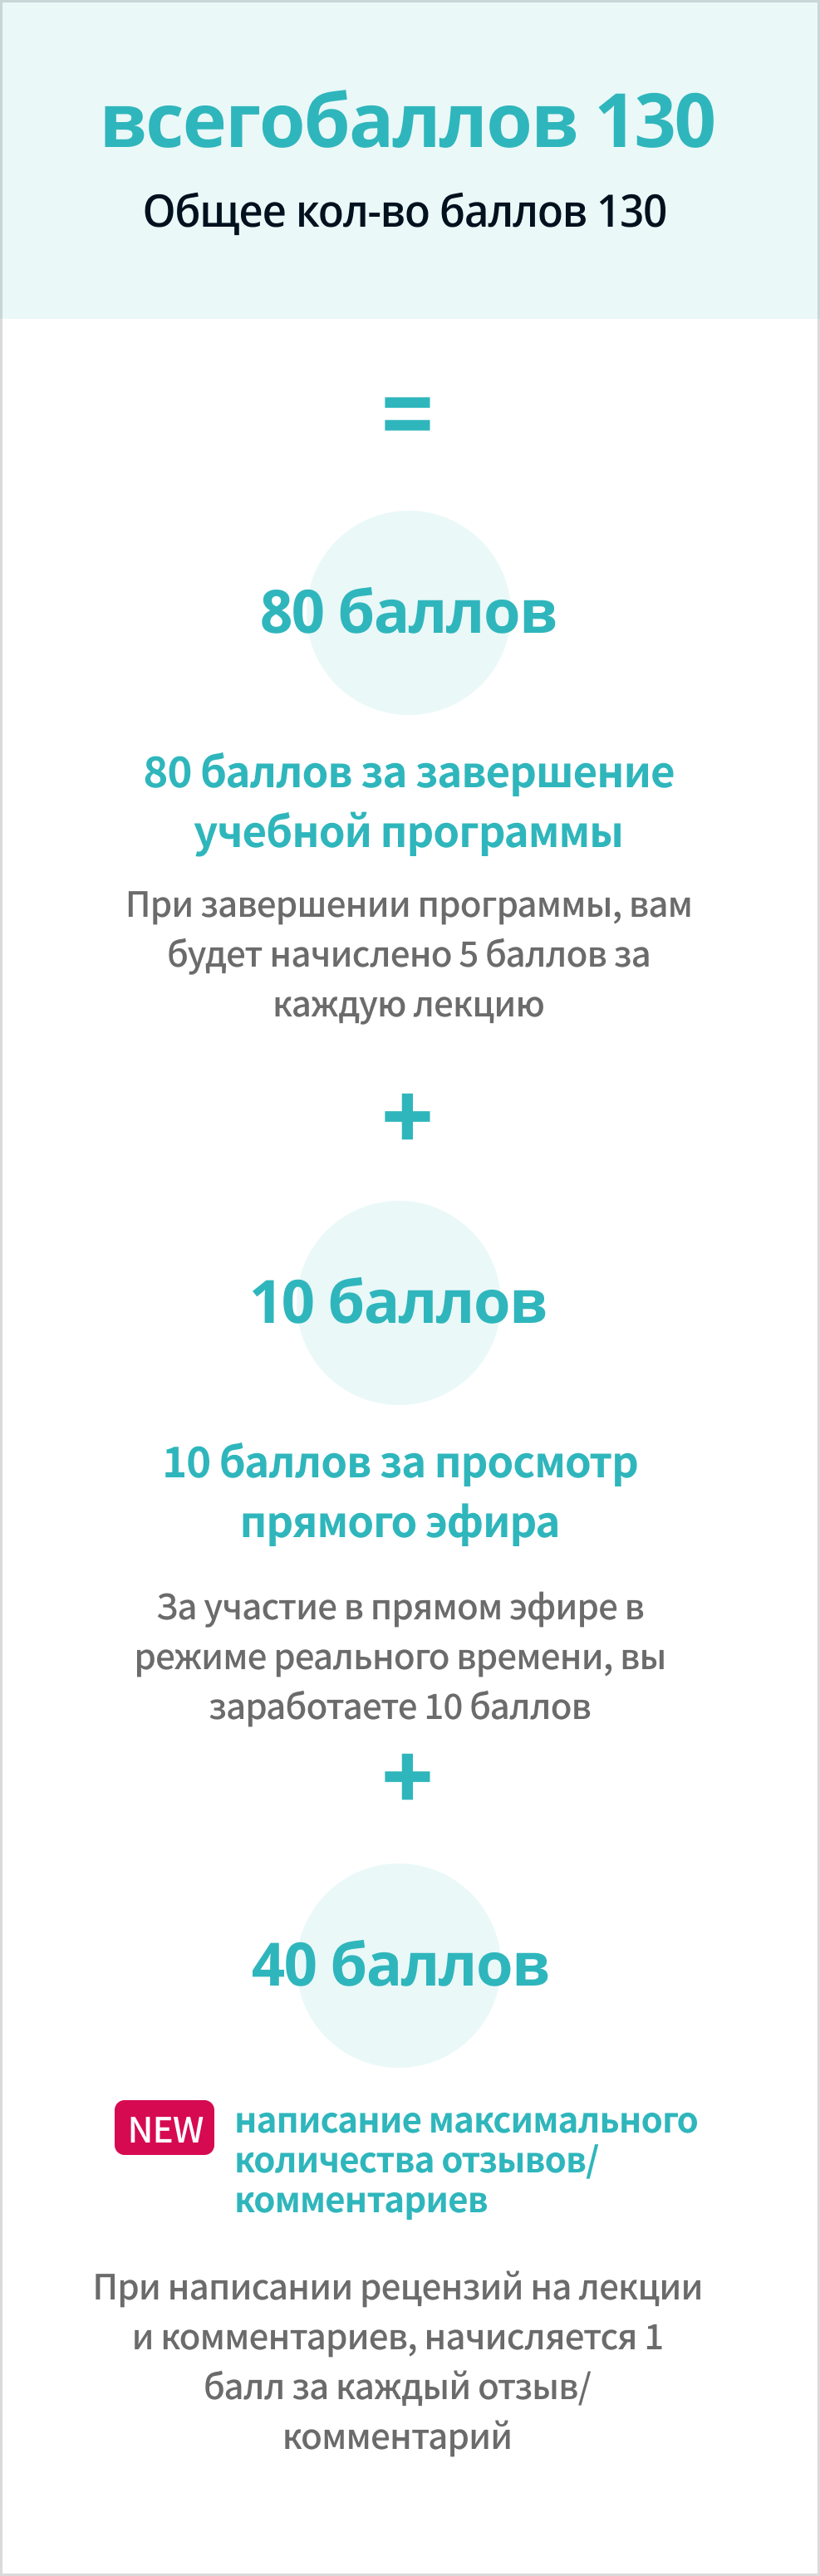 всегобаллов 130
Общее кол-во баллов 130
=
80 баллов
80 баллов за завершение
учебной программы
При завершении программы, вам
будет начислено 5 баллов за
каждую лекцию
+
10 баллов
10 баллов за просмотр
прямого эфира
За участие в прямом эфире в
режиме реального времени, вы
заработаете 10 баллов
+
40 баллов
NEW написание максимального
количества отзывов/
комментариев
При написании рецензий на лекции
и комментариев, начисляется 1
балл за каждый отзыв/
комментарий